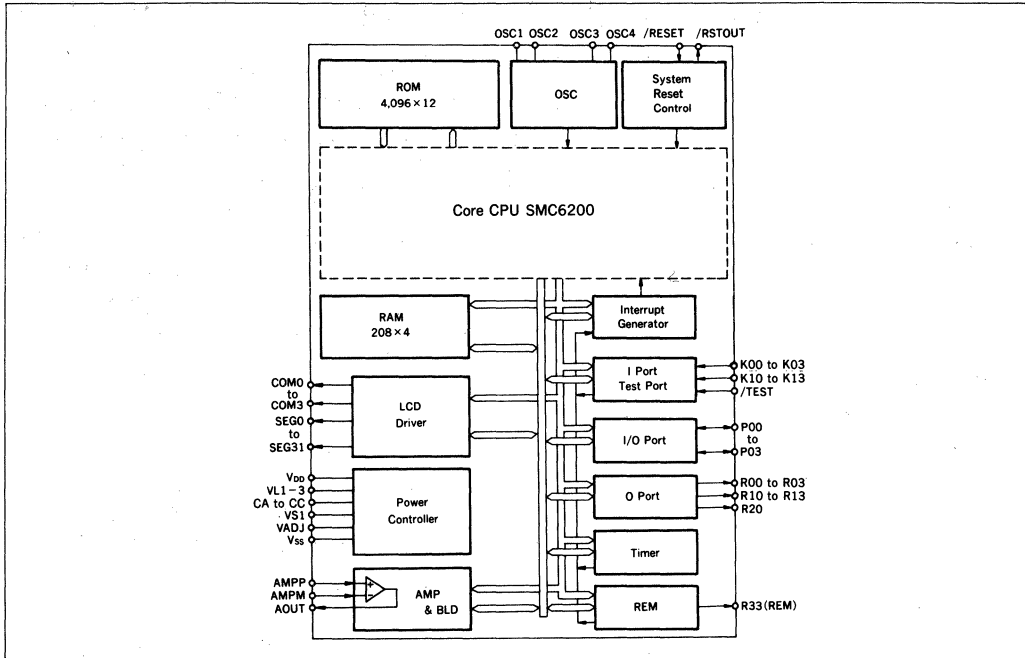 OSC1 OSC2 OSC3 OSC4 /RESET /RSTOUT
ROM
4,096×12
OSC
System
Reset
Control
Core CPU SMC6200
RAM
208×4
Interrupt
Generator
I Port
Test Port
K00 to K03
K10 to K13
/TEST
COM0
to
COM3
SEG0
to
SEG31
LCD
Driver
I/O Port
P00
to
P03
O Port
R00 to R03
R10 to R13
R20
VDD
VL1-3
CA to CC
VS1
VADJ
VSS
Power
Controller
Timer
AMPP
AMPM
AOUT
+
−
AMP
& BLD
REM
R33(REM)